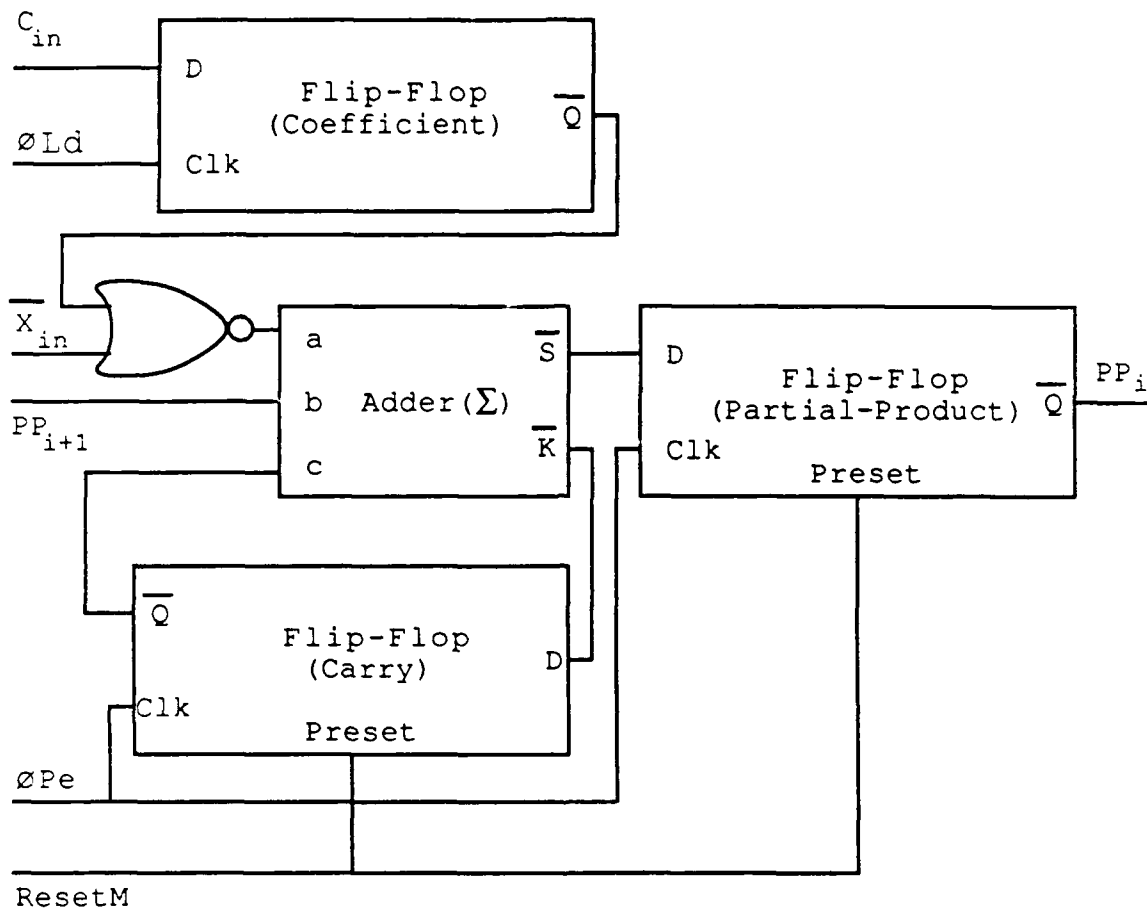 C_in
D
Flip-Flop
(Coefficient)
Q̅
ØLd
Clk
X̅_in
a
S̅
D
Flip-Flop
(Partial-Product)
Q̅
PP_i
b
Adder(Σ)
PP_i+1
K̅
Clk
c
Preset
Q̅
Flip-Flop
(Carry)
D
Clk
Preset
ØPe
ResetM